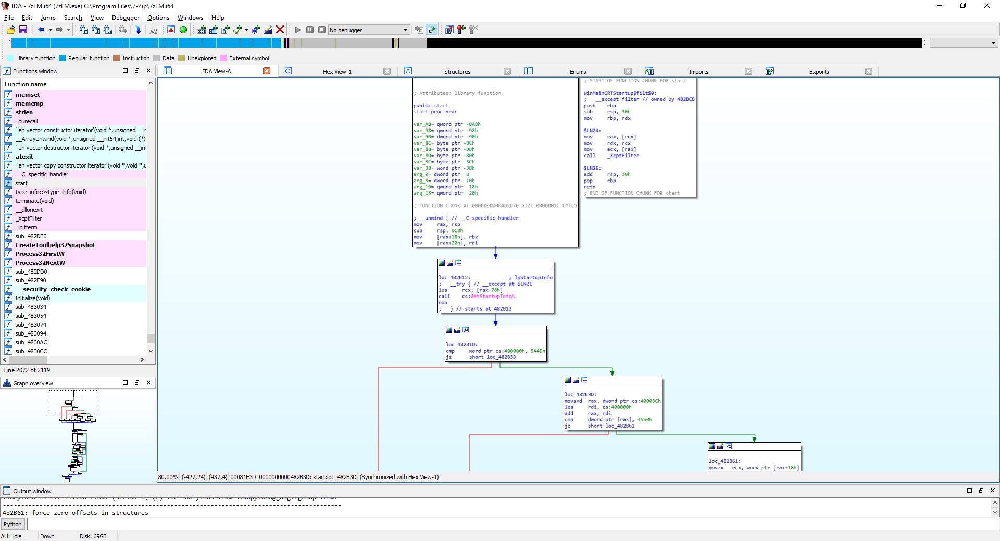 IDA - 7zFM.i64 (7zFM.exe) C:\Program Files\7-Zip\7zFM.i64
File Edit Jump Search View Debugger Options Windows Help
No debugger
Library function Regular function Instruction Data Unexplored External symbol
Functions window
IDA View-A Hex View-1 Structures Enums Imports Exports
Function name
memset
memcmp
strlen
_purecall
`eh vector constructor iterator'(void *,unsigned __in
__ArrayUnwind(void *,unsigned __int64,int,void (*)(
`eh vector destructor iterator'(void *,unsigned __int
atexit
`eh vector copy constructor iterator'(void *,void *,u
__C_specific_handler
start
type_info::~type_info(void)
terminate(void)
__dllonexit
_XcptFilter
_initterm
sub_482DB0
CreateToolhelp32Snapshot
Process32FirstW
Process32NextW
sub_482DD0
sub_482E90
__security_check_cookie
Initialize(void)
sub_483034
sub_483054
sub_483074
sub_483094
sub_4830AC
sub_4830CC
Line 2072 of 2119
Graph overview
; Attributes: library function
public start
start proc near
var_A8= qword ptr -0A8h
var_98= qword ptr -98h
var_90= dword ptr -90h
var_8C= byte ptr -8Ch
var_88= byte ptr -88h
var_80= byte ptr -80h
var_3C= byte ptr -3Ch
var_38= word ptr -38h
arg_0= dword ptr  8
arg_8= dword ptr  10h
arg_10= qword ptr  18h
arg_18= qword ptr  20h
; FUNCTION CHUNK AT 0000000000482D70 SIZE 0000001C BYTES
; __unwind { // __C_specific_handler
mov rax, rsp
sub rsp, 0C8h
mov [rax+18h], rbx
mov [rax+20h], rdi
; START OF FUNCTION CHUNK FOR start
WinMainCRTStartup$filt$0:
; __except filter // owned by 482BCB
push rbp
sub rsp, 30h
mov rbp, rdx
$LN24:
mov rax, [rcx]
mov rdx, rcx
mov ecx, [rax]
call _XcptFilter
$LN26:
add rsp, 30h
pop rbp
retn
; END OF FUNCTION CHUNK FOR start
loc_482B12: ; lpStartupInfo
; __try { // __except at $LN21
lea rcx, [rax-78h]
call cs:GetStartupInfoA
nop
; } // starts at 482B12
loc_482B1D:
cmp word ptr cs:400000h, 5A4Dh
jz short loc_482B3D
loc_482B3D:
movsxd rax, dword ptr cs:40003Ch
lea rdi, cs:400000h
add rax, rdi
cmp dword ptr [rax], 4550h
jz short loc_482B61
loc_482B61:
movzx ecx, word ptr [rax+18h]
80.00% (-427,24) (937,4) 00081F3D 0000000000482B3D: start:loc_482B3D (Synchronized with Hex View-1)
Output window
IDAPython 64-bit v1.7.0 final (serial 0) (c) The IDAPython Team <idapython@googlegroups.com>
482B61: force zero offsets in structures
Python
AU: idle Down Disk: 69GB